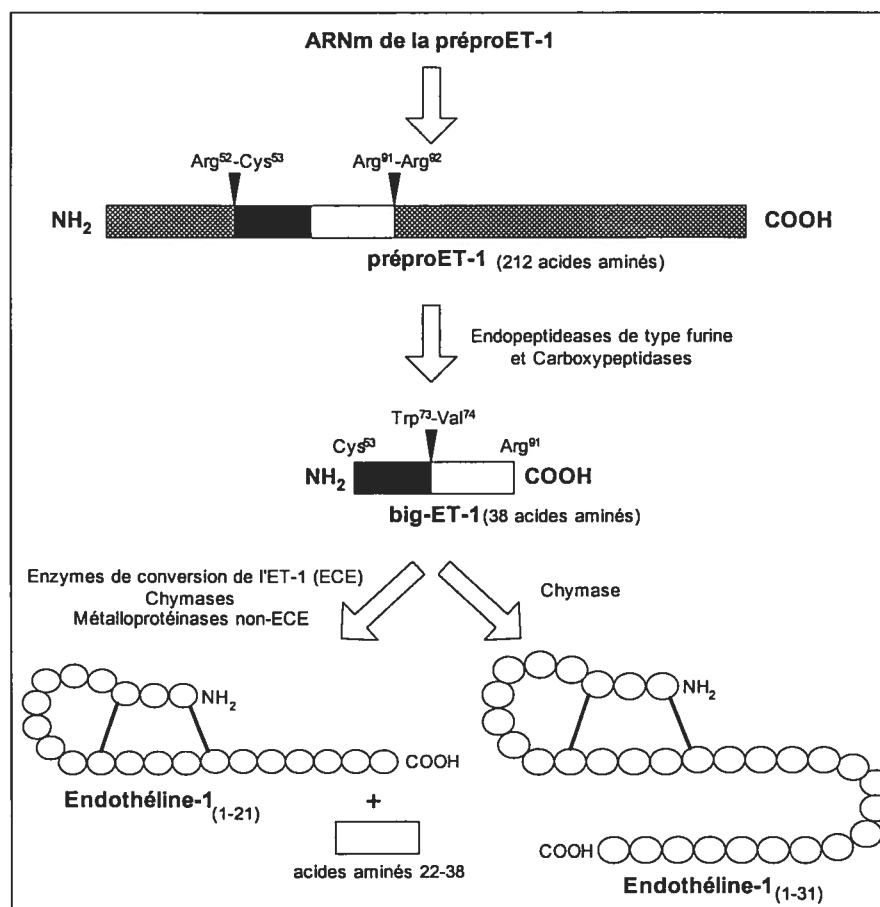 ARNm de la préproET-1
Arg⁵²-Cys⁵³ Arg⁹¹-Arg⁹²
NH₂ COOH
préproET-1 (212 acides aminés)
Endopeptideases de type furine
et Carboxypeptidases
Trp⁷³-Val⁷⁴
Cys⁵³ Arg⁹¹
NH₂ COOH
big-ET-1 (38 acides aminés)
Enzymes de conversion de l'ET-1 (ECE)
Chymases
Métalloprotéinases non-ECE
Chymase
NH₂
COOH
Endothéline-1(1-21)
+
acides aminés 22-38
NH₂
COOH
Endothéline-1(1-31)